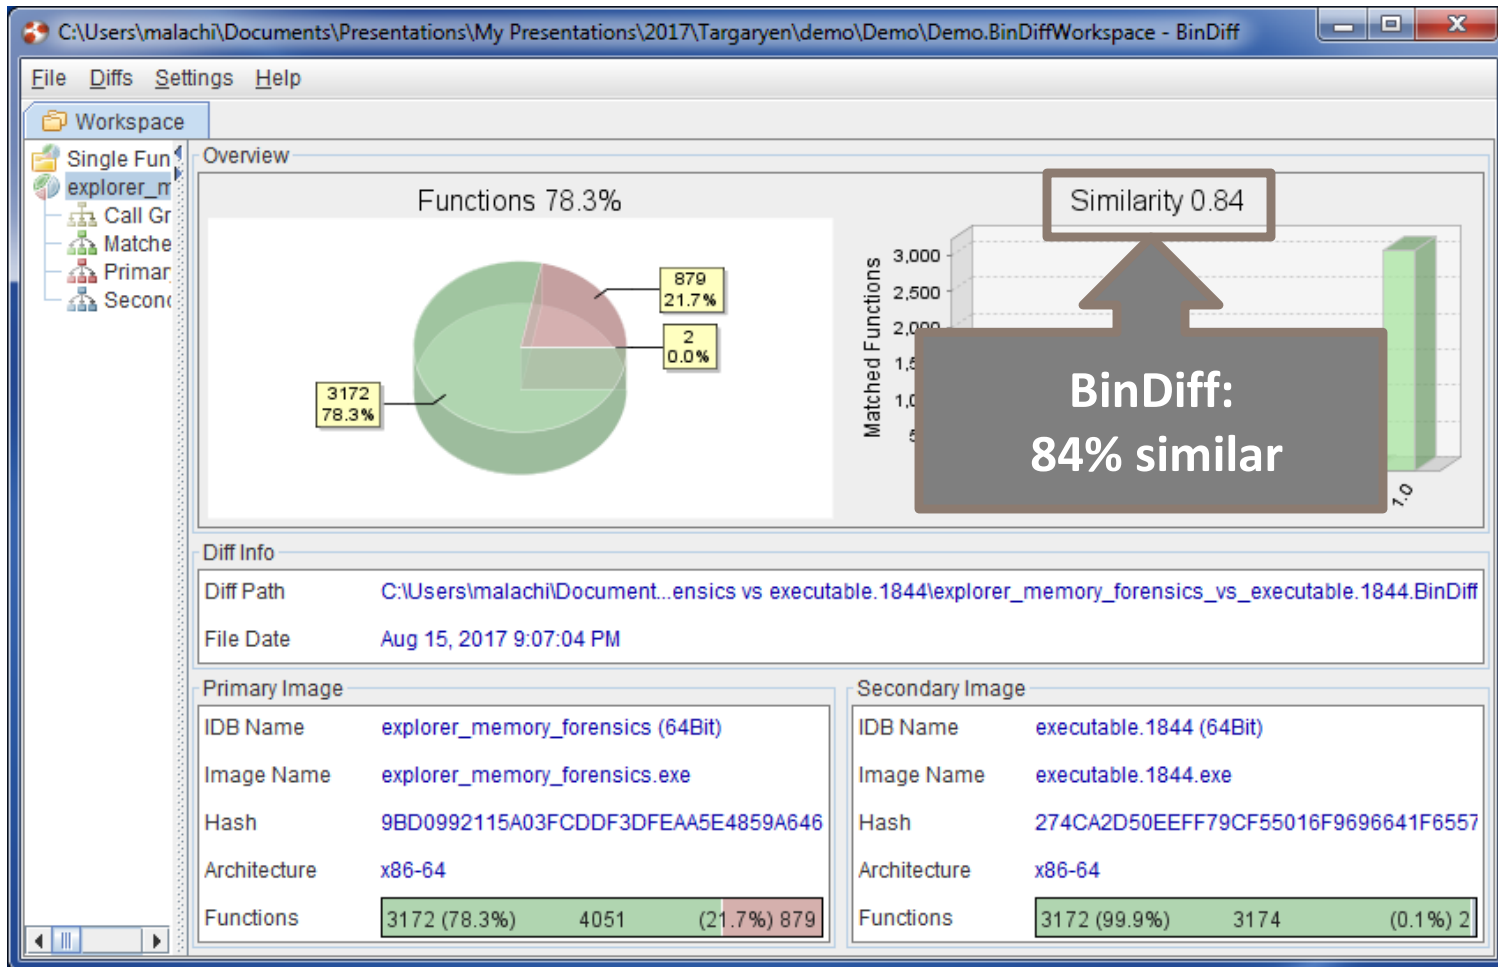 C:\Users\malachi\Documents\Presentations\My Presentations\2017\Targaryen\demo\Demo\Demo.BinDiffWorkspace - BinDiff
File Diffs Settings Help
Workspace
Single Fun
explorer_m
Call Gr
Matche
Primar
Second
Overview
Functions 78.3%
879
21.7%
2
0.0%
3172
78.3%
Similarity 0.84
Matched Functions
3,000
2,500
2,000
1.0
BinDiff:
84% similar
Diff Info
Diff Path C:\Users\malachi\Document...ensics vs executable.1844\explorer_memory_forensics_vs_executable.1844.BinDiff
File Date Aug 15, 2017 9:07:04 PM
Primary Image
IDB Name explorer_memory_forensics (64Bit)
Image Name explorer_memory_forensics.exe
Hash 9BD0992115A03FCDDF3DFEAA5E4859A646
Architecture x86-64
Functions 3172 (78.3%) 4051 (21.7%) 879
Secondary Image
IDB Name executable.1844 (64Bit)
Image Name executable.1844.exe
Hash 274CA2D50EEFF79CF55016F9696641F6557
Architecture x86-64
Functions 3172 (99.9%) 3174 (0.1%) 2